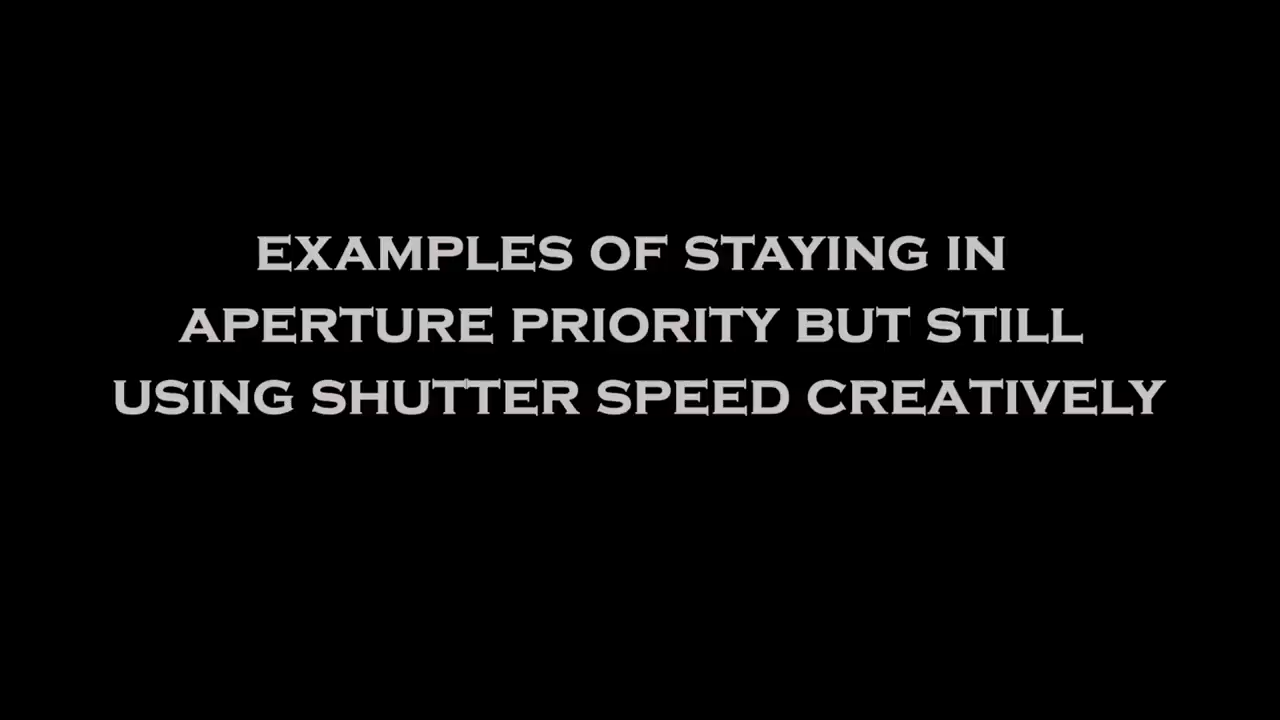 EXAMPLES OF STAYING IN
APERTURE PRIORITY BUT STILL
USING SHUTTER SPEED CREATIVELY